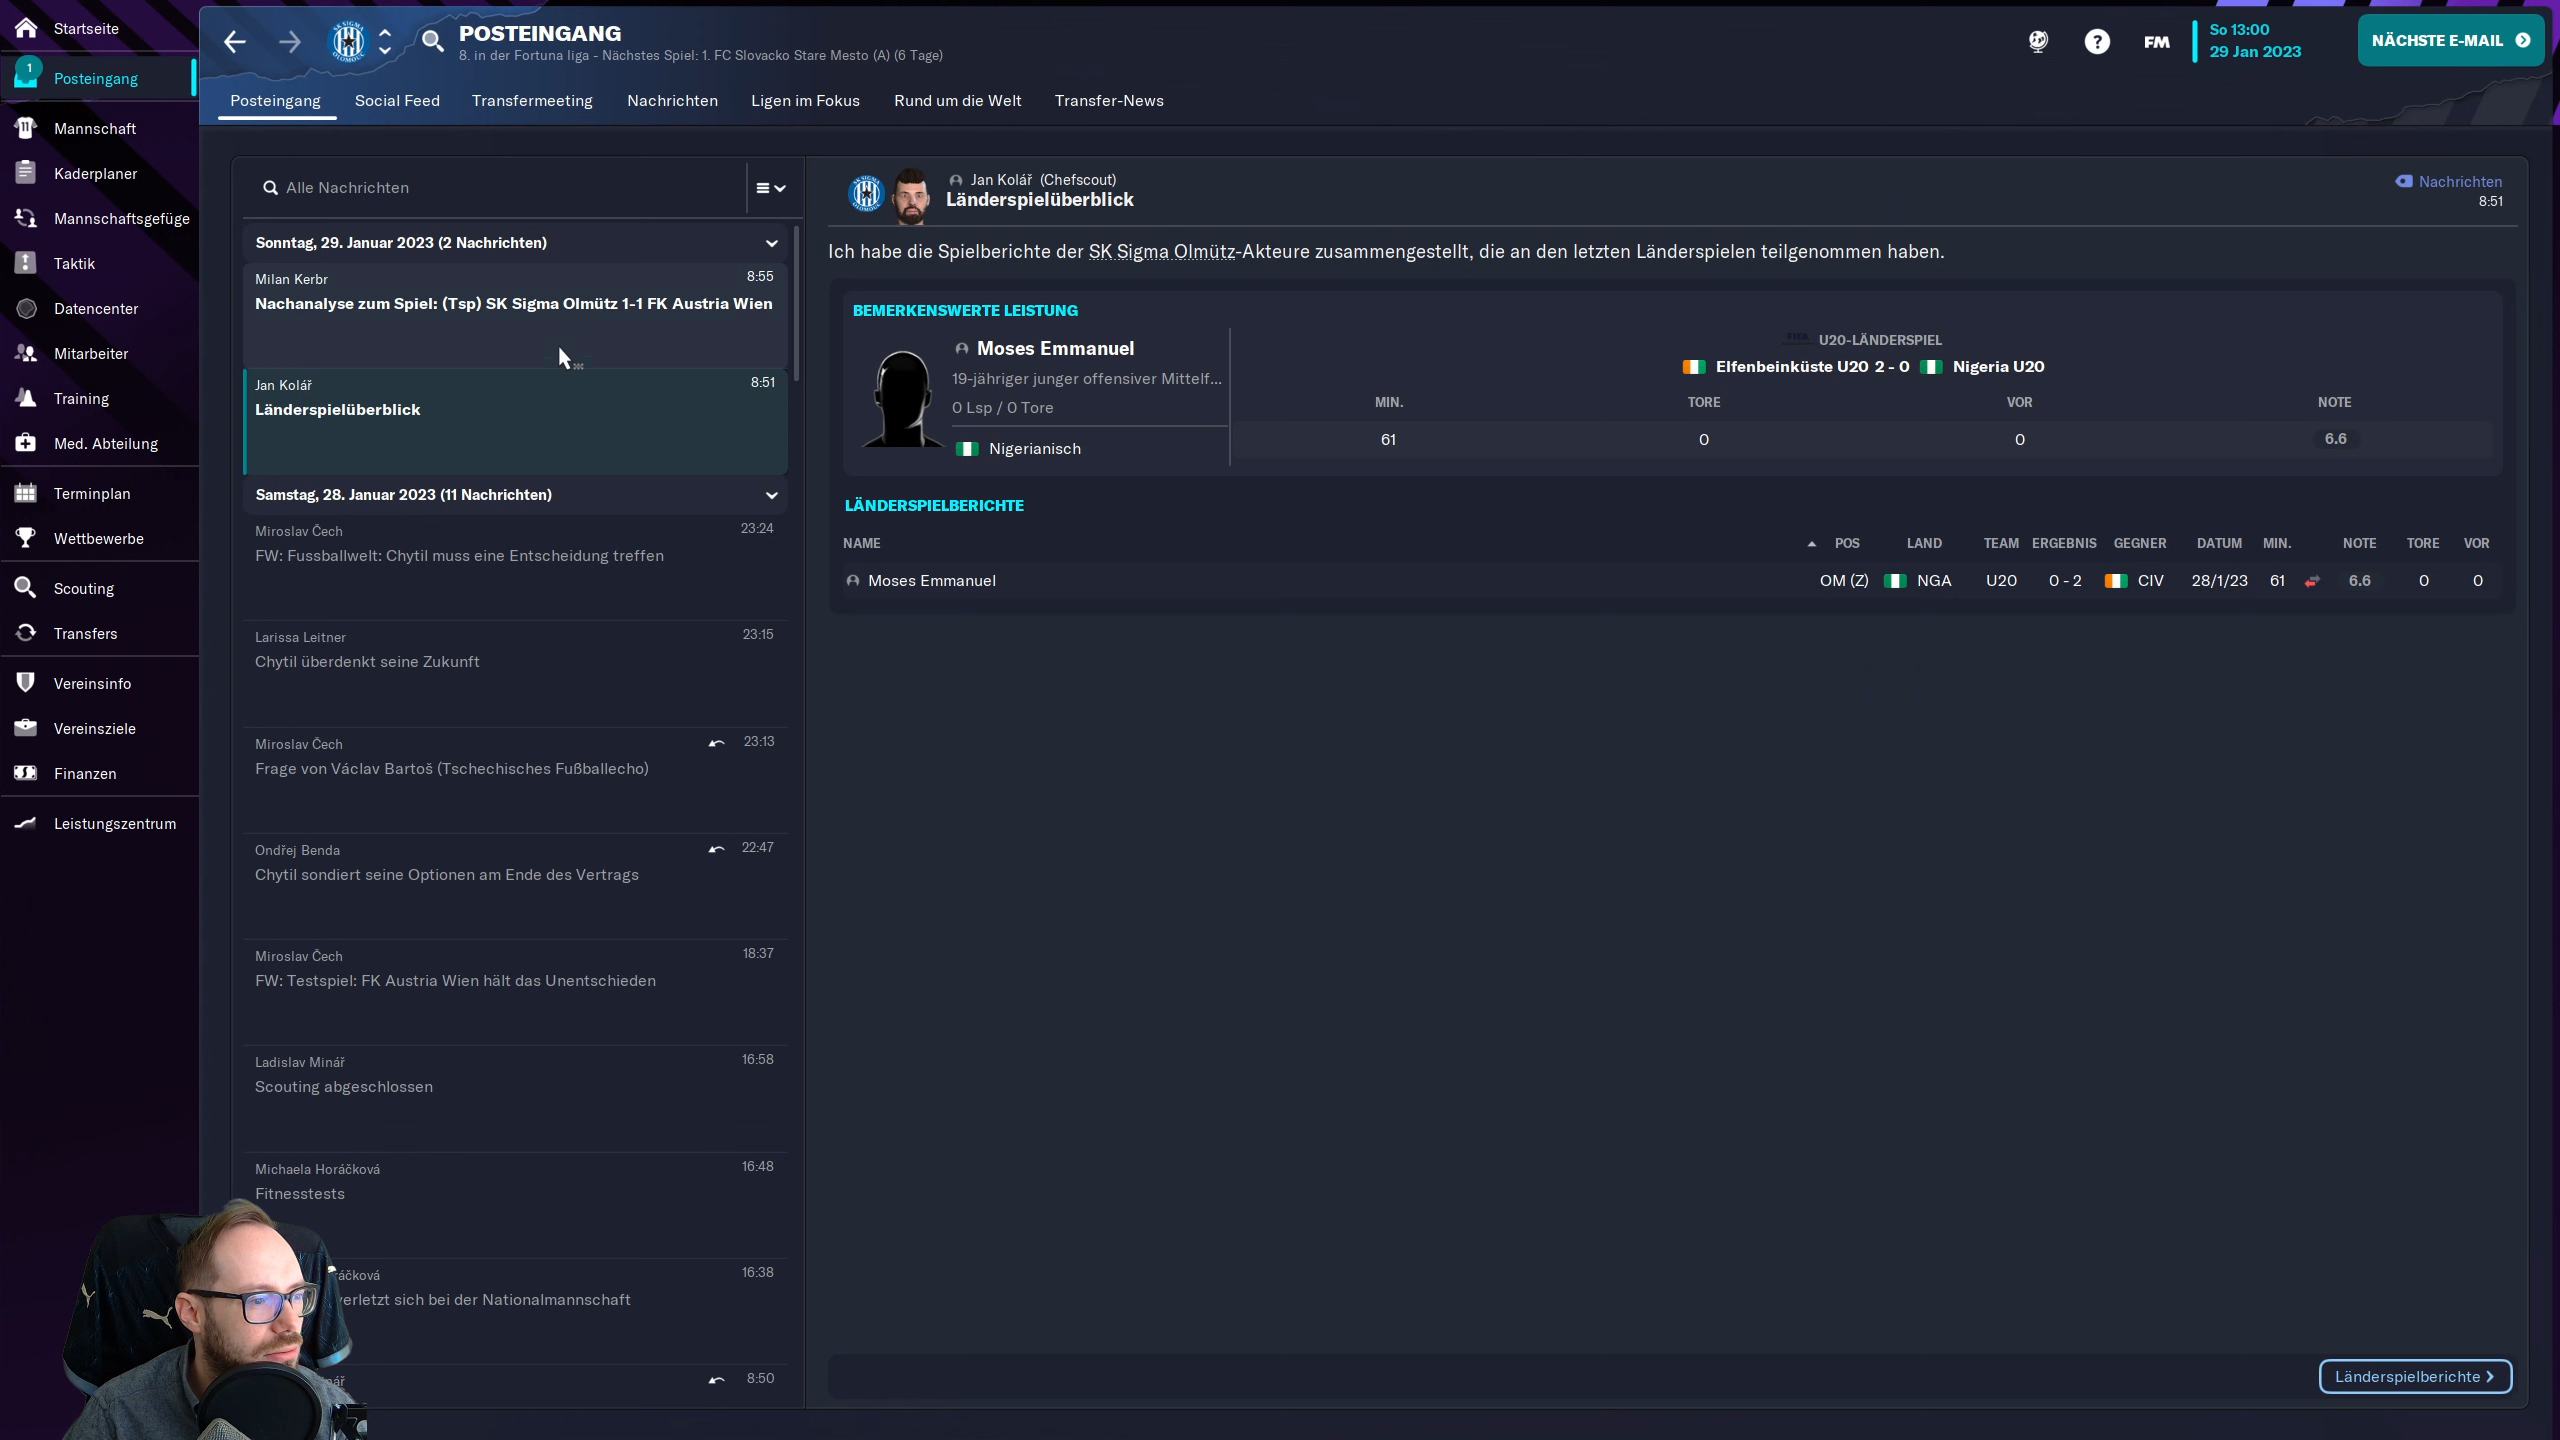 Startseite
1
Posteingang
Mannschaft
Kaderplaner
Mannschaftsgefüge
Taktik
Datencenter
Mitarbeiter
Training
Med. Abteilung
Terminplan
Wettbewerbe
Scouting
Transfers
Vereinsinfo
Vereinsziele
Finanzen
Leistungszentrum
POSTEINGANG
8. in der Fortuna liga - Nächstes Spiel: 1. FC Slovacko Stare Mesto (A) (6 Tage)
FM
So 13:00
29 Jan 2023
NÄCHSTE E-MAIL
Posteingang Social Feed Transfermeeting Nachrichten Ligen im Fokus Rund um die Welt Transfer-News
Alle Nachrichten
Sonntag, 29. Januar 2023 (2 Nachrichten)
Milan Kerbr 8:55
Nachanalyse zum Spiel: (Tsp) SK Sigma Olmütz 1-1 FK Austria Wien
Jan Kolář 8:51
Länderspielüberblick
Samstag, 28. Januar 2023 (11 Nachrichten)
Miroslav Čech 23:24
FW: Fussballwelt: Chytil muss eine Entscheidung treffen
Larissa Leitner 23:15
Chytil überdenkt seine Zukunft
Miroslav Čech 23:13
Frage von Václav Bartoš (Tschechisches Fußballecho)
Ondřej Benda 22:47
Chytil sondiert seine Optionen am Ende des Vertrags
Miroslav Čech 18:37
FW: Testspiel: FK Austria Wien hält das Unentschieden
Ladislav Minář 16:58
Scouting abgeschlossen
Michaela Horáčková 16:48
Fitnesstests
16:38
verletzt sich bei der Nationalmannschaft
8:50
Jan Kolář (Chefscout)
Länderspielüberblick
Nachrichten
8:51
Ich habe die Spielberichte der SK Sigma Olmütz-Akteure zusammengestellt, die an den letzten Länderspielen teilgenommen haben.
BEMERKENSWERTE LEISTUNG
Moses Emmanuel
19-jähriger junger offensiver Mittelf...
0 Lsp / 0 Tore
Nigerianisch
U20-LÄNDERSPIEL
Elfenbeinküste U20 2 - 0 Nigeria U20
MIN. TORE VOR NOTE
61 0 0 6.6
LÄNDERSPIELBERICHTE
NAME POS LAND TEAM ERGEBNIS GEGNER DATUM MIN. NOTE TORE VOR
Moses Emmanuel OM (Z) NGA U20 0 - 2 CIV 28/1/23 61 6.6 0 0
Länderspielberichte